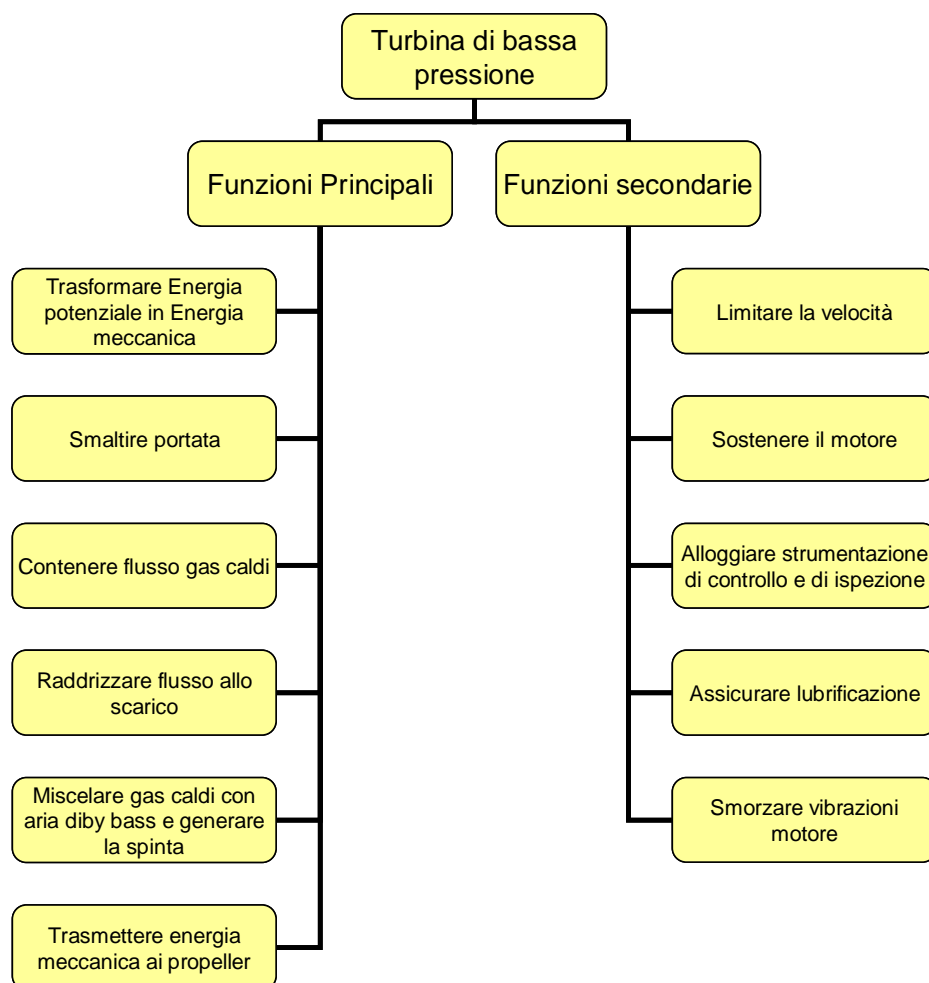 Turbina di bassa
pressione
Funzioni Principali
Funzioni secondarie
Trasformare Energia
potenziale in Energia
meccanica
Smaltire portata
Contenere flusso gas caldi
Raddrizzare flusso allo
scarico
Miscelare gas caldi con
aria diby bass e generare
la spinta
Trasmettere energia
meccanica ai propeller
Limitare la velocità
Sostenere il motore
Alloggiare strumentazione
di controllo e di ispezione
Assicurare lubrificazione
Smorzare vibrazioni
motore